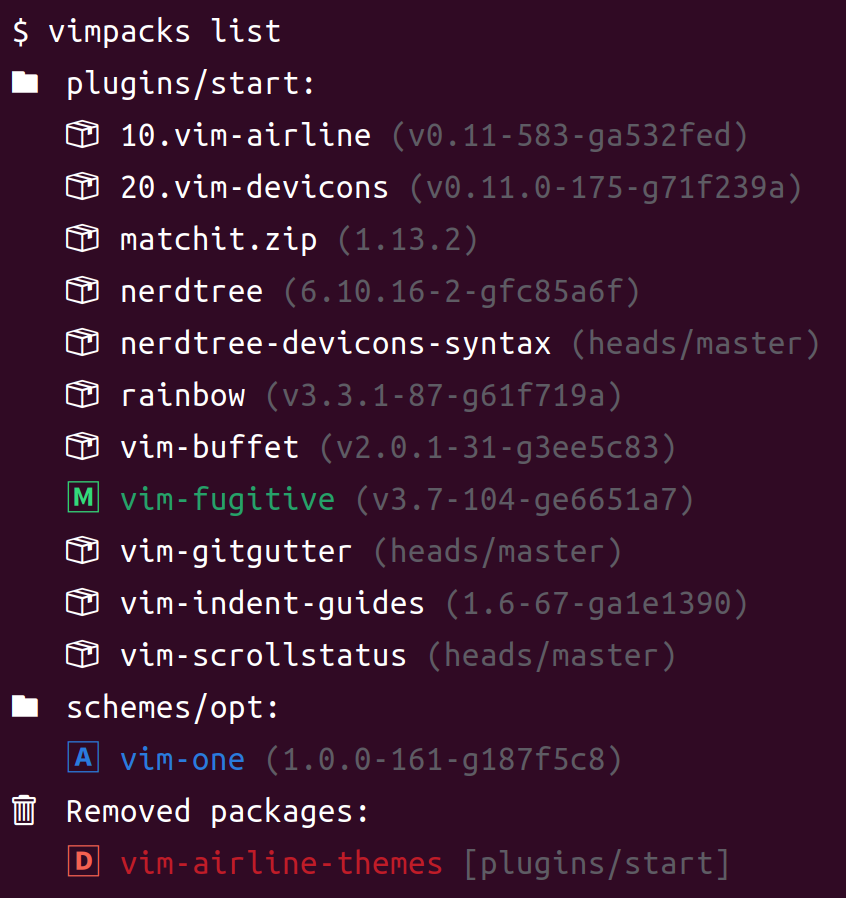 $ vimpacks list
plugins/start:
10.vim-airline (v0.11-583-ga532fed)
20.vim-devicons (v0.11.0-175-g71f239a)
matchit.zip (1.13.2)
nerdtree (6.10.16-2-gfc85a6f)
nerdtree-devicons-syntax (heads/master)
rainbow (v3.3.1-87-g61f719a)
vim-buffet (v2.0.1-31-g3ee5c83)
M vim-fugitive (v3.7-104-ge6651a7)
vim-gitgutter (heads/master)
vim-indent-guides (1.6-67-ga1e1390)
vim-scrollstatus (heads/master)
schemes/opt:
A vim-one (1.0.0-161-g187f5c8)
Removed packages:
D vim-airline-themes [plugins/start]